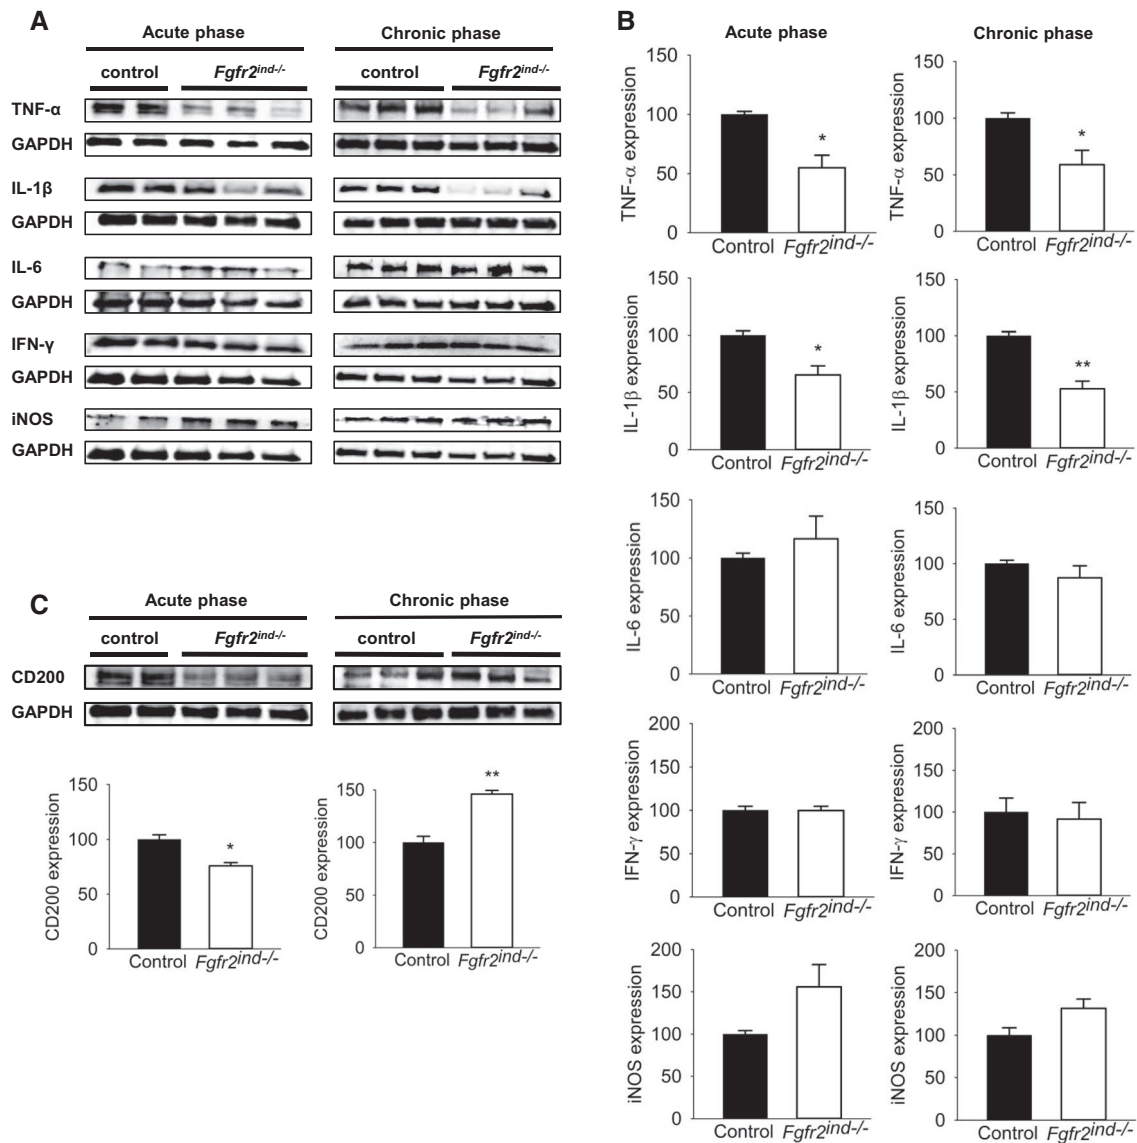 A
Acute phase Chronic phase
control Fgfr2ind-/- control Fgfr2ind-/-
TNF-α
GAPDH
IL-1β
GAPDH
IL-6
GAPDH
IFN-γ
GAPDH
iNOS
GAPDH
B
Acute phase Chronic phase
TNF-α expression
150
100
50
0
*
Control Fgfr2ind-/-
TNF-α expression
150
100
50
0
*
Control Fgfr2ind-/-
IL-1β expression
150
100
50
0
*
Control Fgfr2ind-/-
IL-1β expression
150
100
50
0
**
Control Fgfr2ind-/-
IL-6 expression
150
100
50
0
Control Fgfr2ind-/-
IL-6 expression
150
100
50
0
Control Fgfr2ind-/-
IFN-γ expression
200
150
100
50
0
Control Fgfr2ind-/-
IFN-γ expression
200
150
100
50
0
Control Fgfr2ind-/-
iNOS expression
200
150
100
50
0
Control Fgfr2ind-/-
iNOS expression
200
150
100
50
0
Control Fgfr2ind-/-
C
Acute phase Chronic phase
control Fgfr2ind-/- control Fgfr2ind-/-
CD200
GAPDH
CD200 expression
150
100
50
0
*
Control Fgfr2ind-/-
CD200 expression
150
100
50
0
**
Control Fgfr2ind-/-